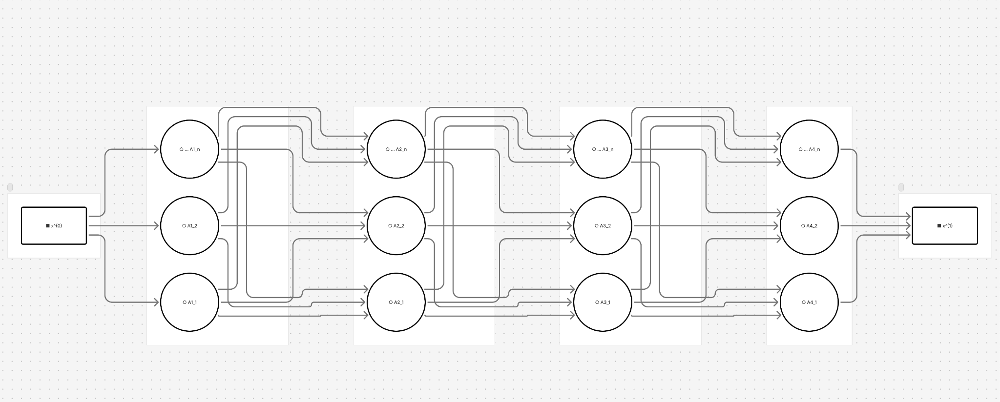 x^(0)
... A1_n
A1_2
A1_1
... A2_n
A2_2
A2_1
... A3_n
A3_2
A3_1
... A4_n
A4_2
A4_1
x^(1)